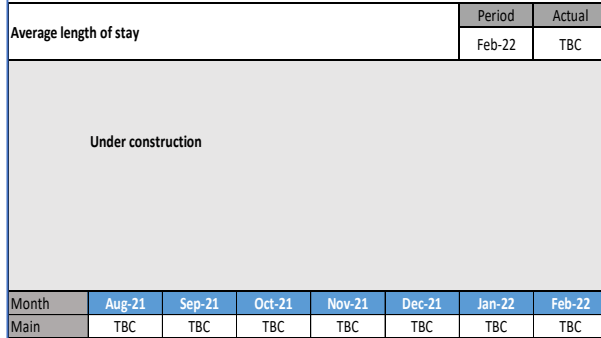 Period Actual
Average length of stay
Feb-22 TBC
Under construction
Month Aug-21 Sep-21 Oct-21 Nov-21 Dec-21 Jan-22 Feb-22
Main TBC TBC TBC TBC TBC TBC TBC